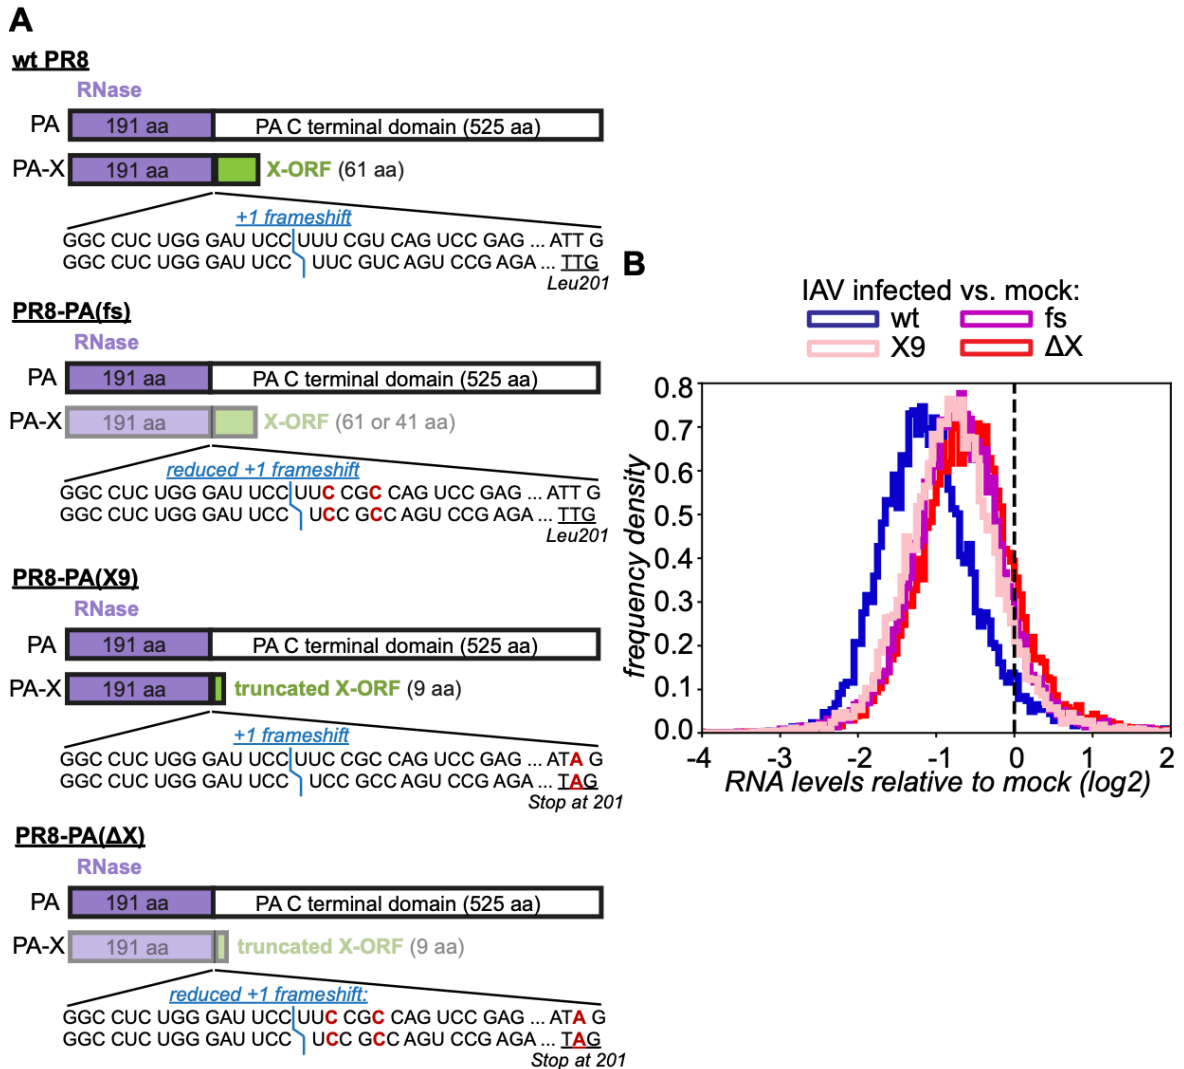 A
wt PR8
RNase
PA 191 aa PA C terminal domain (525 aa)
PA-X 191 aa X-ORF (61 aa)
+1 frameshift
GGC CUC UGG GAU UCC UUU CGU CAG UCC GAG ... ATT G
GGC CUC UGG GAU UCC UUC GUC AGU CCG AGA ... TTG
Leu201
PR8-PA(fs)
RNase
PA 191 aa PA C terminal domain (525 aa)
PA-X 191 aa X-ORF (61 or 41 aa)
reduced +1 frameshift
GGC CUC UGG GAU UCC UUC CGC CAG UCC GAG ... ATT G
GGC CUC UGG GAU UCC UCC GCC AGU CCG AGA ... TTG
Leu201
PR8-PA(X9)
RNase
PA 191 aa PA C terminal domain (525 aa)
PA-X 191 aa truncated X-ORF (9 aa)
+1 frameshift
GGC CUC UGG GAU UCC UUC CGC CAG UCC GAG ... ATA G
GGC CUC UGG GAU UCC UUC GCC AGU CCG AGA ... TAG
Stop at 201
PR8-PA(ΔX)
RNase
PA 191 aa PA C terminal domain (525 aa)
PA-X 191 aa truncated X-ORF (9 aa)
reduced +1 frameshift:
GGC CUC UGG GAU UCC UUC CGC CAG UCC GAG ... ATA G
GGC CUC UGG GAU UCC UCC GCC AGU CCG AGA ... TAG
Stop at 201
B
IAV infected vs. mock:
wt fs
X9 ΔX
frequency density
0.8
0.7
0.6
0.5
0.4
0.3
0.2
0.1
0.0
-4 -3 -2 -1 0 1 2
RNA levels relative to mock (log2)